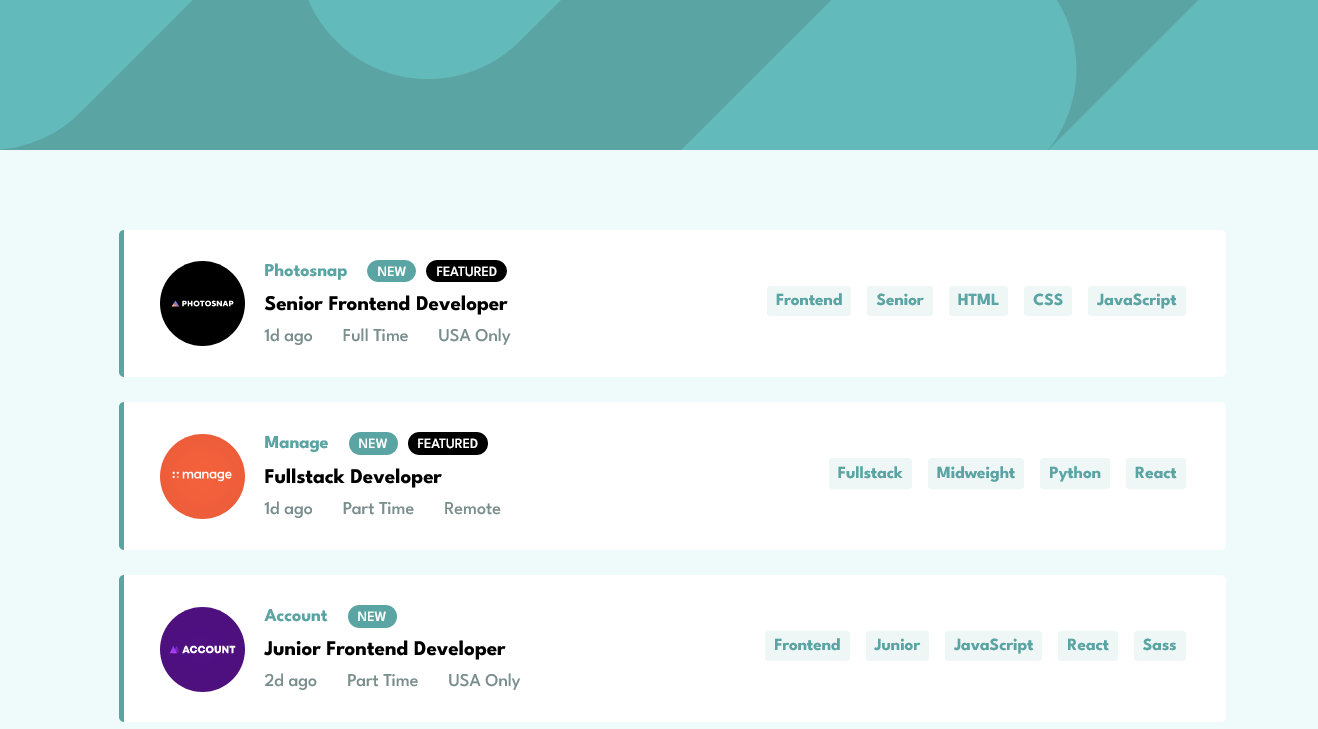 PHOTOSNAP
Photosnap NEW FEATURED
Senior Frontend Developer
1d ago Full Time USA Only
Frontend Senior HTML CSS JavaScript
manage
Manage NEW FEATURED
Fullstack Developer
1d ago Part Time Remote
Fullstack Midweight Python React
ACCOUNT
Account NEW
Junior Frontend Developer
2d ago Part Time USA Only
Frontend Junior JavaScript React Sass